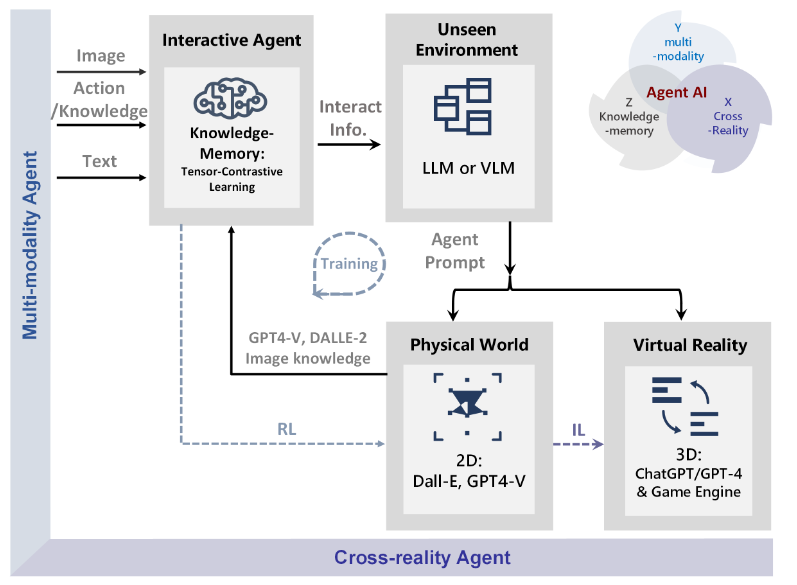 Multi-modality Agent
Image
Action
/Knowledge
Text
Interactive Agent
Knowledge-
Memory:
Tensor-Contrastive
Learning
Interact
Info.
Unseen
Environment
LLM or VLM
Y
multi
-modality
Agent AI
Z
Knowledge
-memory
X
Cross
-Reality
Agent
Prompt
Training
GPT4-V, DALLE-2
Image knowledge
RL
Physical World
2D:
Dall-E, GPT4-V
IL
Virtual Reality
3D:
ChatGPT/GPT-4
& Game Engine
Cross-reality Agent